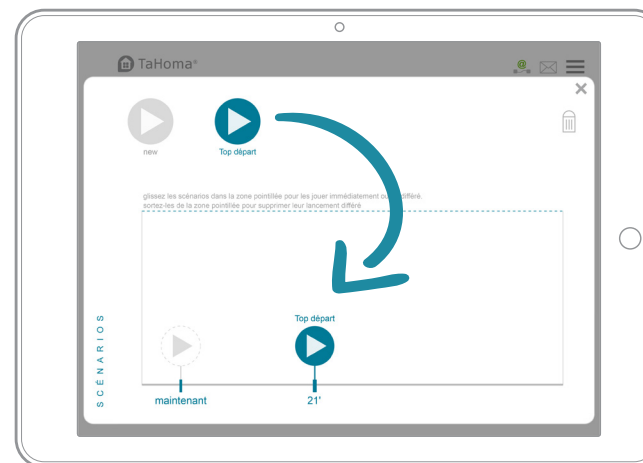 TaHoma®
new
Top départ
glissez les scénarios dans la zone pointillée pour les jouer immédiatement ou différé.
sortez-les de la zone pointillée pour supprimer leur lancement différé
SCÉNARIOS
Top départ
maintenant
21'